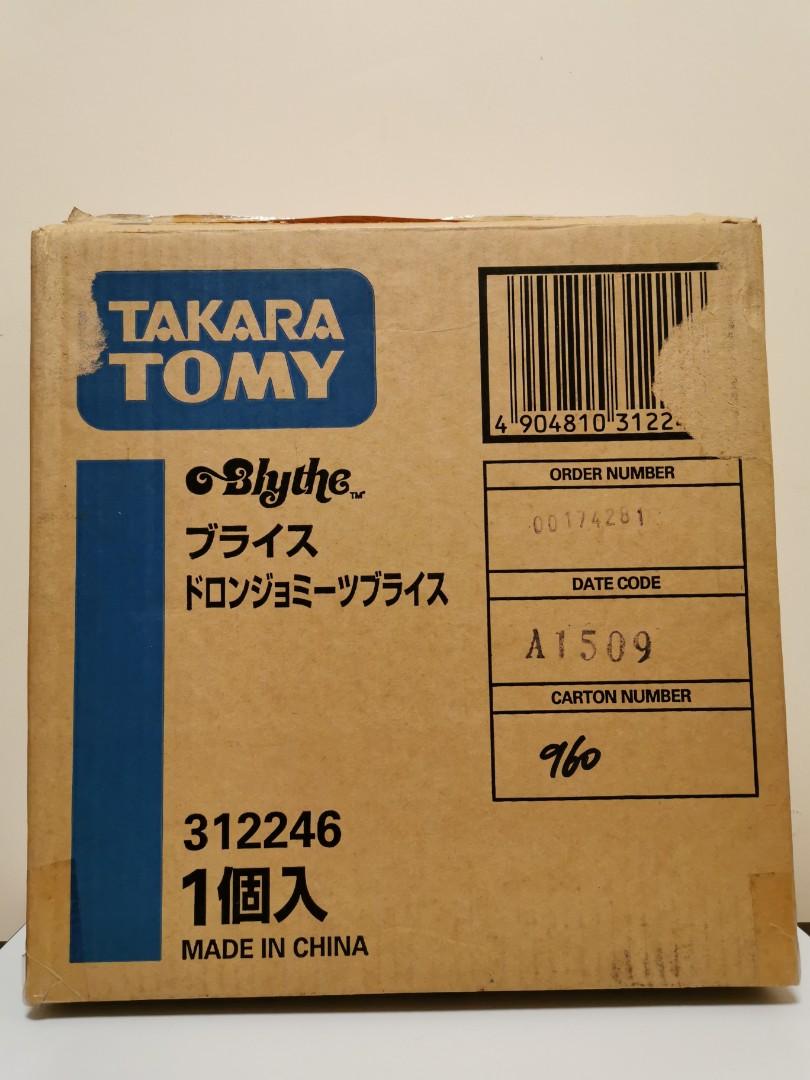 TAKARA
TOMY
Blythe™
ブライス
ドロンジョミーツブライス
312246
1個入
MADE IN CHINA
4 904810 3122
ORDER NUMBER
00174281
DATE CODE
A1509
CARTON NUMBER
960